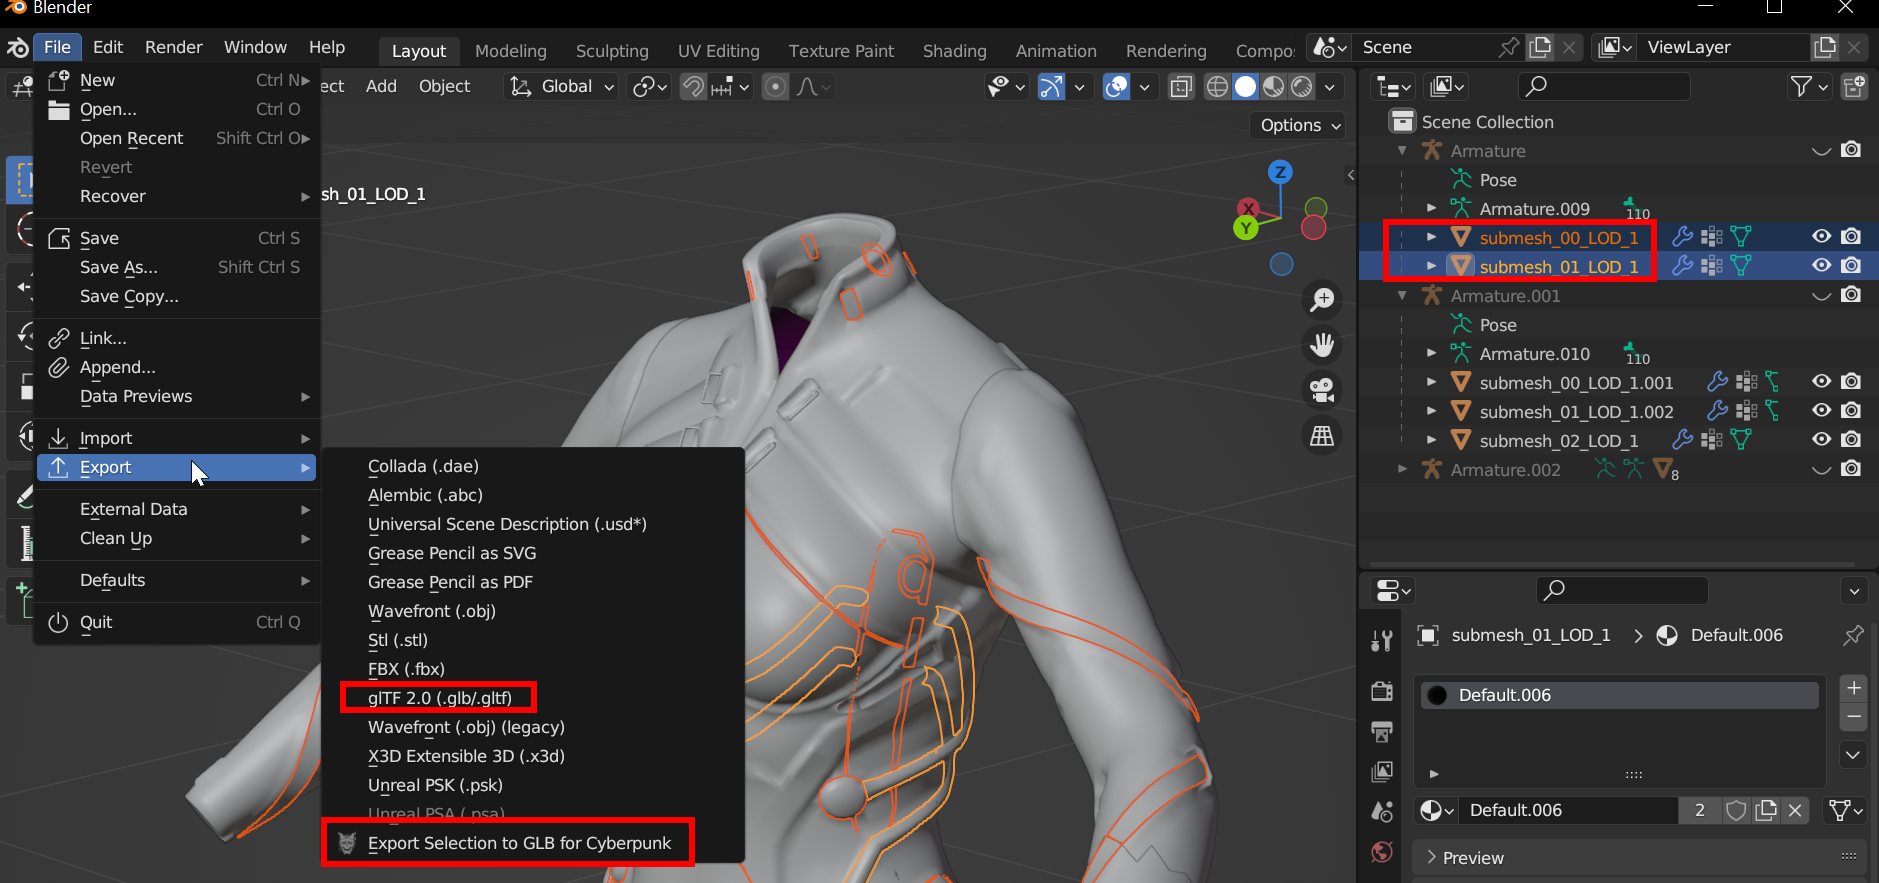 Blender
File Edit Render Window Help Layout Modeling Sculpting UV Editing Texture Paint Shading Animation Rendering Compo Scene ViewLayer
ect Add Object Global
Options
sh_01_LOD_1
New Ctrl N
Open... Ctrl O
Open Recent Shift Ctrl O
Revert
Recover
Save Ctrl S
Save As... Shift Ctrl S
Save Copy...
Link...
Append...
Data Previews
Import
Export
External Data
Clean Up
Defaults
Quit Ctrl Q
Collada (.dae)
Alembic (.abc)
Universal Scene Description (.usd*)
Grease Pencil as SVG
Grease Pencil as PDF
Wavefront (.obj)
Stl (.stl)
FBX (.fbx)
glTF 2.0 (.glb/.gltf)
Wavefront (.obj) (legacy)
X3D Extensible 3D (.x3d)
Unreal PSK (.psk)
Unreal PSA (.psa)
Export Selection to GLB for Cyberpunk
Z
X
Y
Scene Collection
Armature
Pose
Armature.009 110
submesh_00_LOD_1
submesh_01_LOD_1
Armature.001
Pose
Armature.010 110
submesh_00_LOD_1.001
submesh_01_LOD_1.002
submesh_02_LOD_1
Armature.002 8
submesh_01_LOD_1 Default.006
Default.006
Default.006 2
Preview